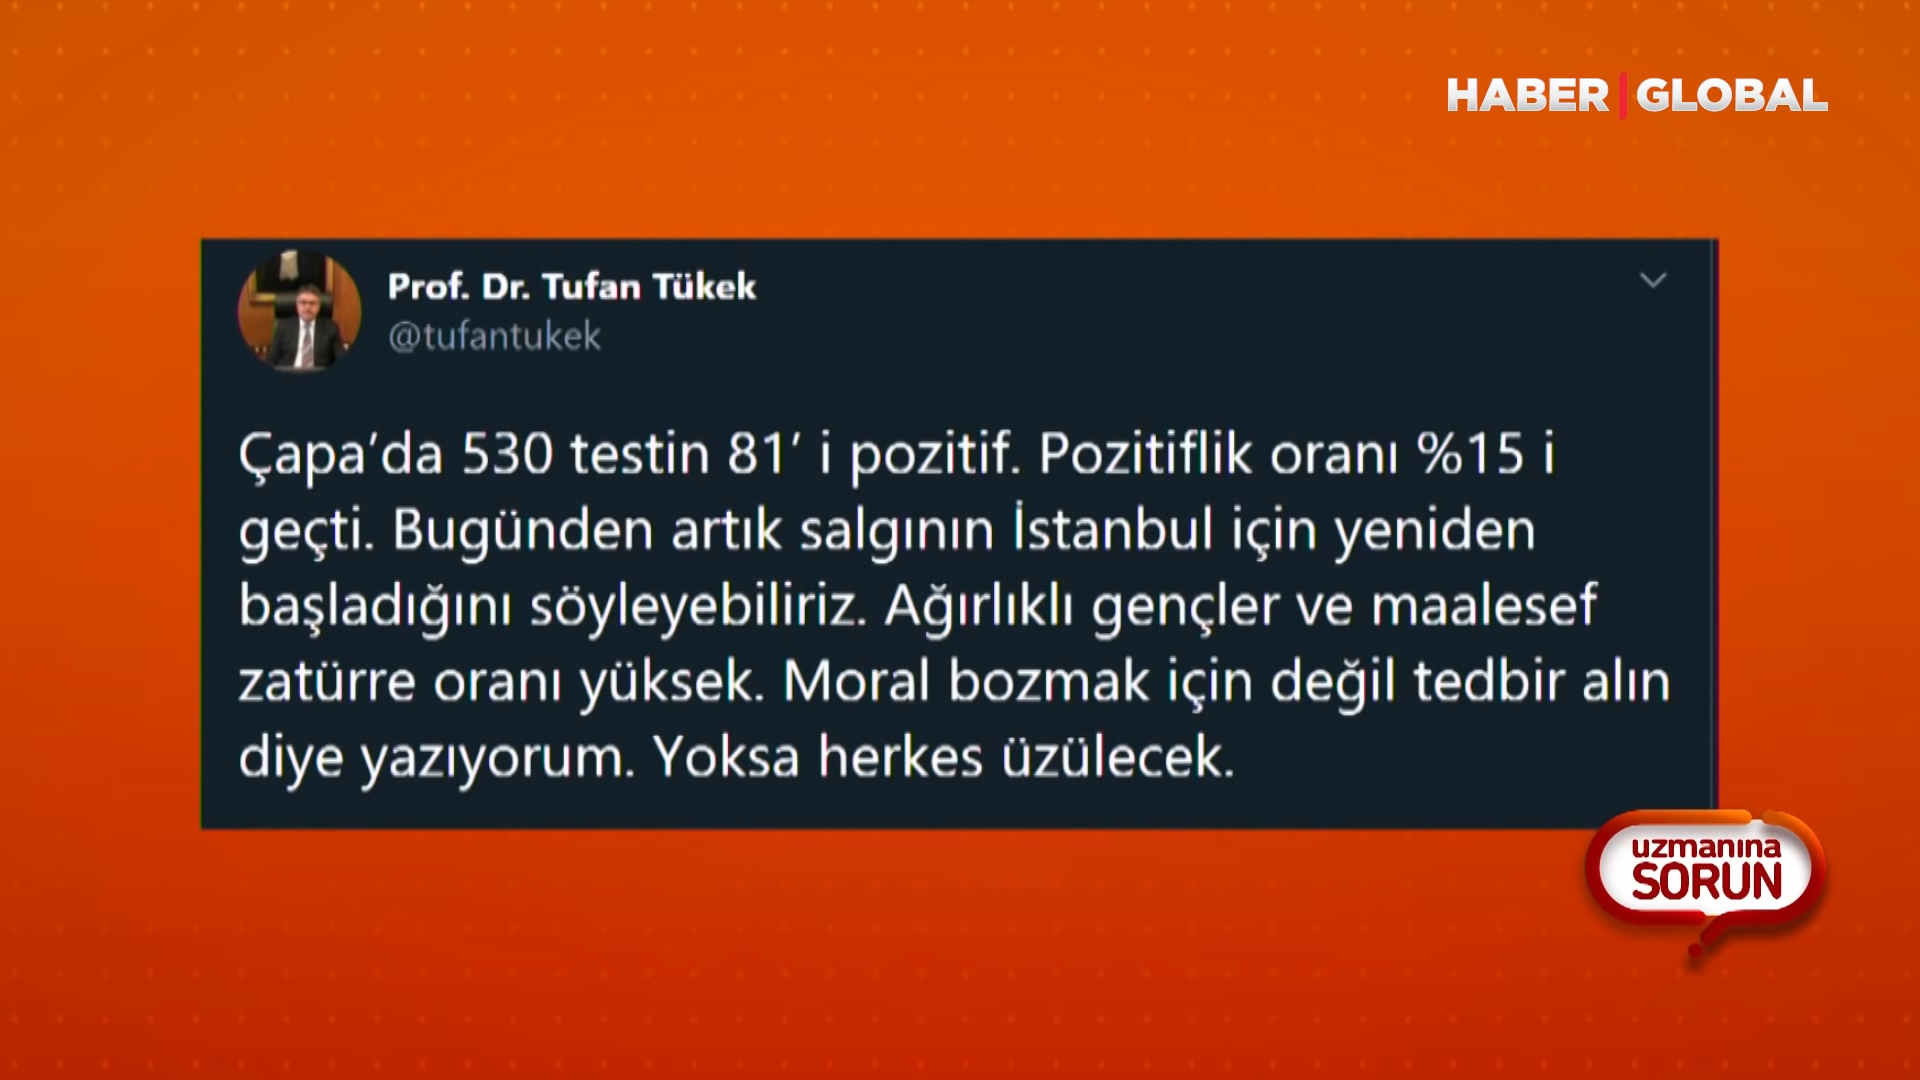 HABER | GLOBAL
Prof. Dr. Tufan Tükek
@tufantukek
Çapa’da 530 testin 81’ i pozitif. Pozitiflik oranı %15 i
geçti. Bugünden artık salgının İstanbul için yeniden
başladığını söyleyebiliriz. Ağırlıklı gençler ve maalesef
zatürre oranı yüksek. Moral bozmak için değil tedbir alın
diye yazıyorum. Yoksa herkes üzülecek.
uzmanına
SORUN